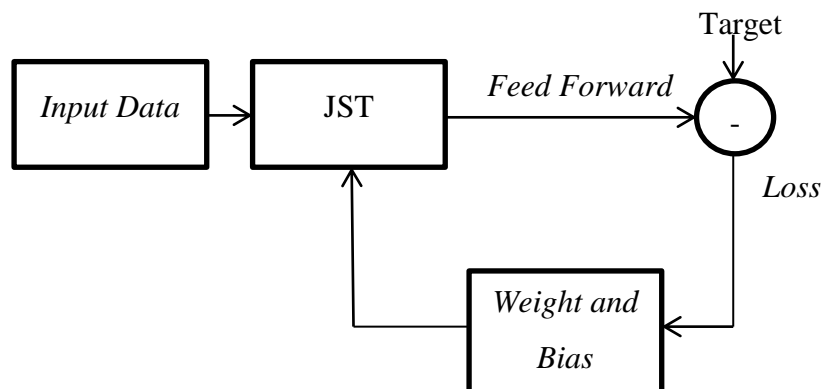 Target
Input Data
JST
Feed Forward
-
Loss
Weight and
Bias